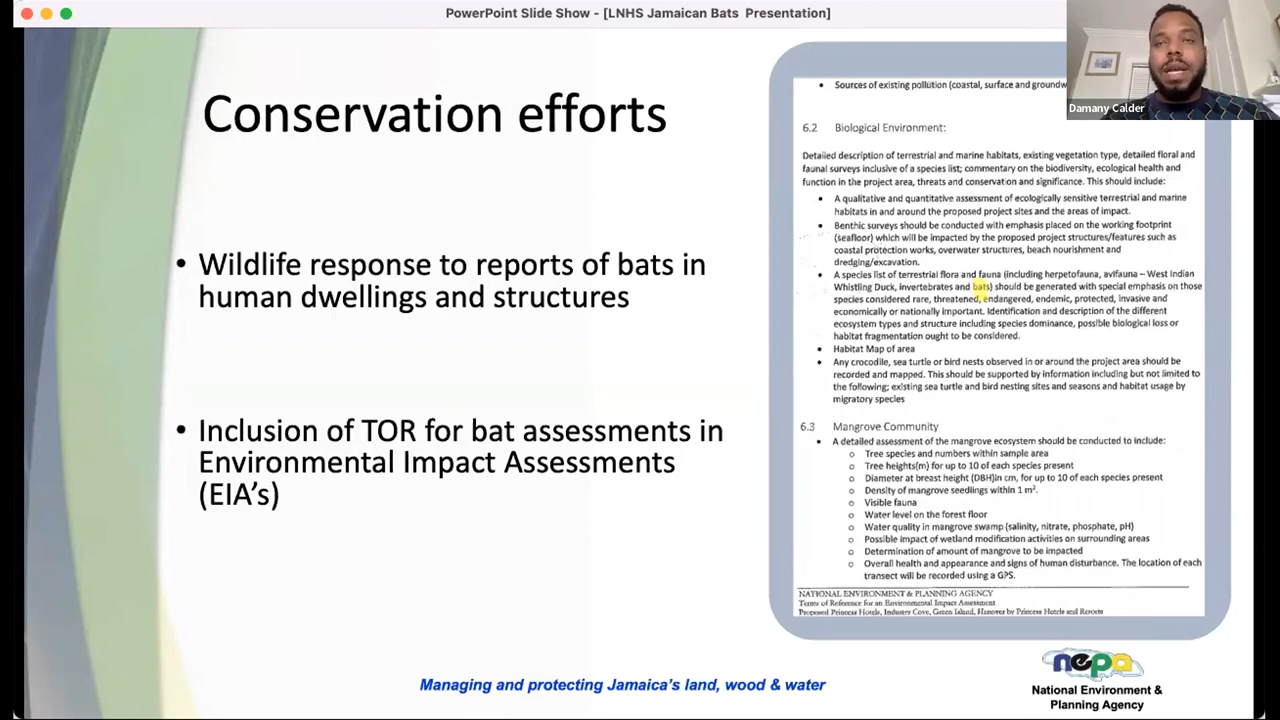 PowerPoint Slide Show - [LNHS Jamaican Bats Presentation]
Damany Calder
Conservation efforts
• Wildlife response to reports of bats in
human dwellings and structures
• Inclusion of TOR for bat assessments in
Environmental Impact Assessments
(EIA's)
• Sources of existing pollution (coastal, surface and
6.2 Biological Environment:
Detailed description of terrestrial and marine habitats, existing vegetation type, detailed floral and
faunal surveys inclusive of a species list; commentary on the biodiversity, ecological health and
function in the project area, threats and conservation and significance. This should include:
• A qualitative and quantitative assessment of ecologically sensitive terrestrial and marine
habitats in and around the proposed project sites and the areas of impact.
• Benthic surveys should be conducted with emphasis placed on the working footprint
(seafloor) which will be impacted by the proposed project structures/features such as
coastal protection works, overwater structures, beach nourishment and
dredging/excavation.
• A species list of terrestrial flora and fauna (including herpetofauna, avifauna – West Indian
Whistling Duck, invertebrates and bats) should be generated with special emphasis on those
species considered rare, threatened, endangered, endemic, protected, invasive and
economically or nationally important. Identification and description of the different
ecosystem types and structure including species dominance, possible biological loss or
habitat fragmentation ought to be considered.
• Habitat Map of area
• Any crocodile, sea turtle or bird nests observed in or around the project area should be
recorded and mapped. This should be supported by information including but not limited to
the following; existing sea turtle and bird nesting sites and seasons and habitat usage by
migratory species
6.3 Mangrove Community
• A detailed assessment of the mangrove ecosystem should be conducted to include:
o Tree species and numbers within sample area
o Tree heights(m) for up to 10 of each species present
o Diameter at breast height (DBH)in cm, for up to 10 of each species present
o Density of mangrove seedlings within 1 m².
o Visible fauna
o Water level on the forest floor
o Water quality in mangrove swamp (salinity, nitrate, phosphate, pH)
o Possible impact of wetland modification activities on surrounding areas
o Determination of amount of mangrove to be impacted
o Overall health and appearance and signs of human disturbance. The location of each
transect will be recorded using a GPS.
NATIONAL ENVIRONMENT & PLANNING AGENCY
Terms of Reference for an Environmental Impact Assessment
Proposed Princess Hotels, Industry Cove, Green Island, Hanover by Princess Hotels and Resorts
Managing and protecting Jamaica's land, wood & water
nepa
National Environment &
Planning Agency